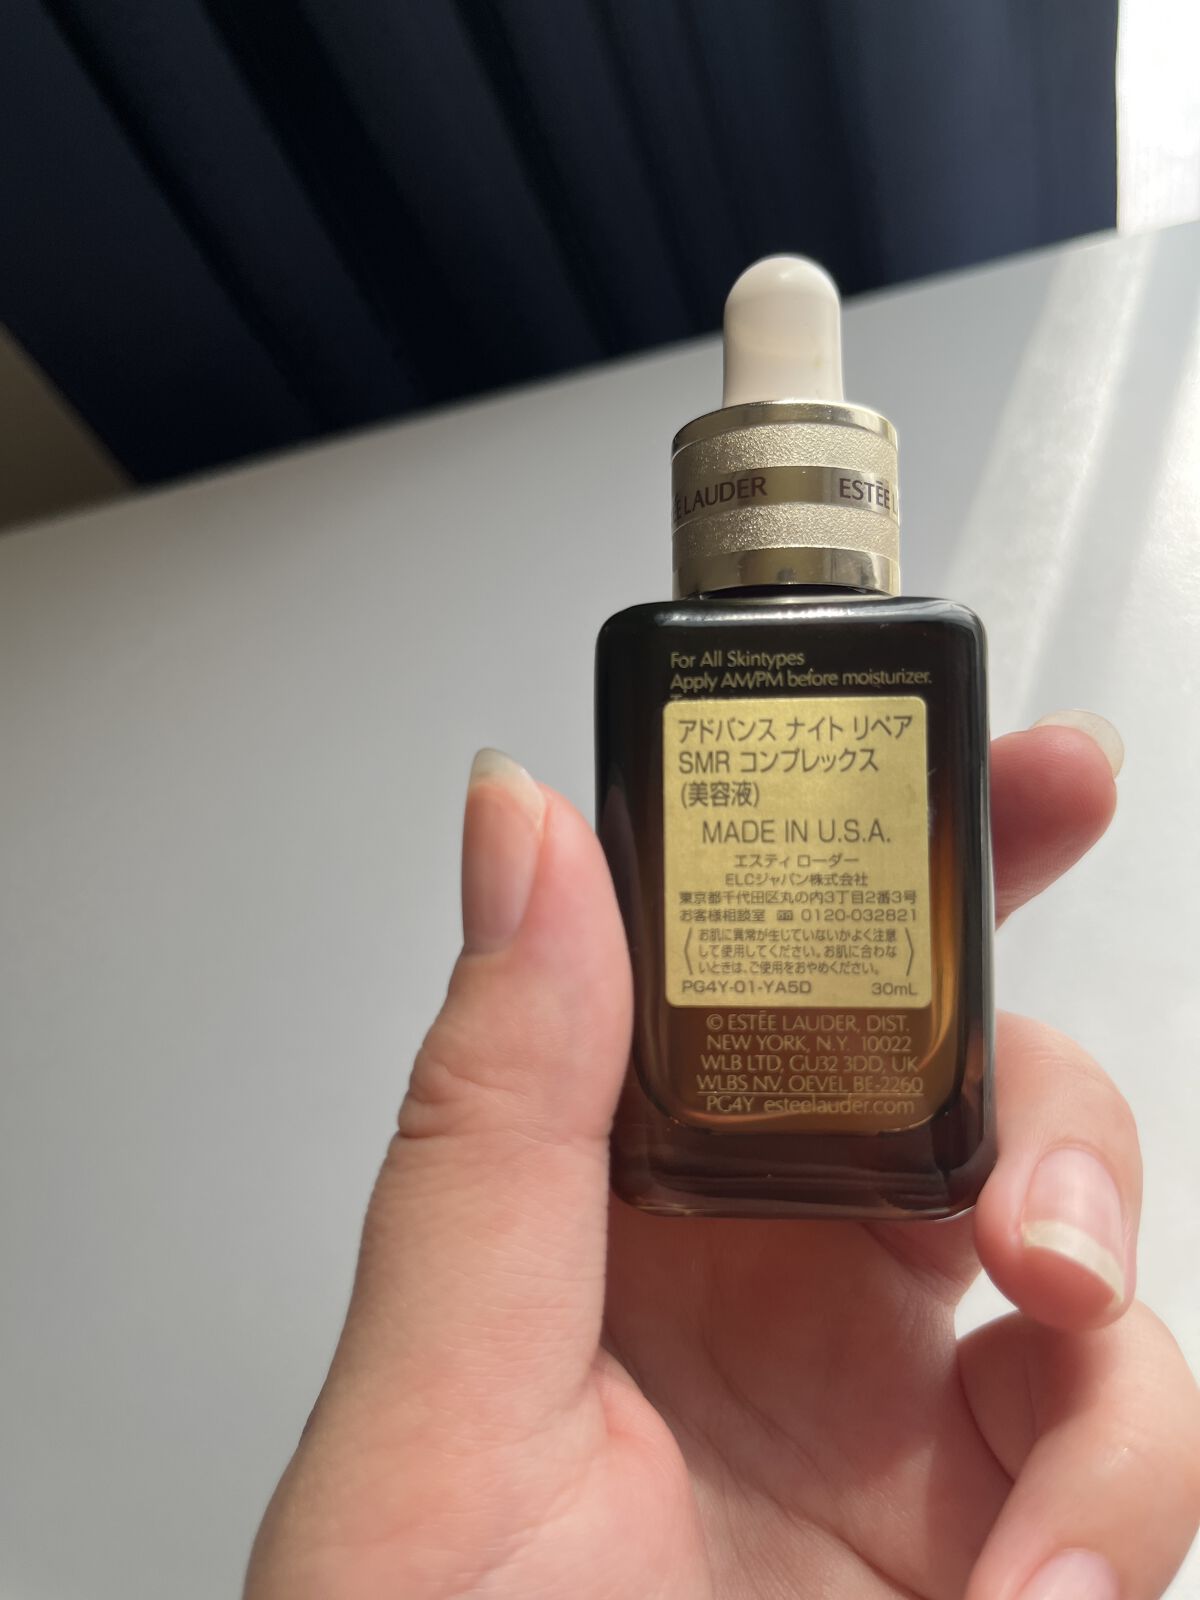 LAUDER ESTĒE
For All Skintypes
Apply AM/PM before moisturizer.
アドバンス ナイト リペア
SMR コンプレックス
(美容液)
MADE IN U.S.A.
エスティ ローダー
ELCジャパン株式会社
東京都千代田区丸の内3丁目2番3号
お客様相談室 0120-032821
お肌に異常が生じていないかよく注意
して使用してください。お肌に合わな
いときは、ご使用をおやめください。
PG4Y-01-YA5D 30mL
© ESTĒE LAUDER, DIST.
NEW YORK, N.Y. 10022
WLB LTD, GU32 3DD, UK
WLBS NV, OEVEL BE-2260
PG4Y esteelauder.com